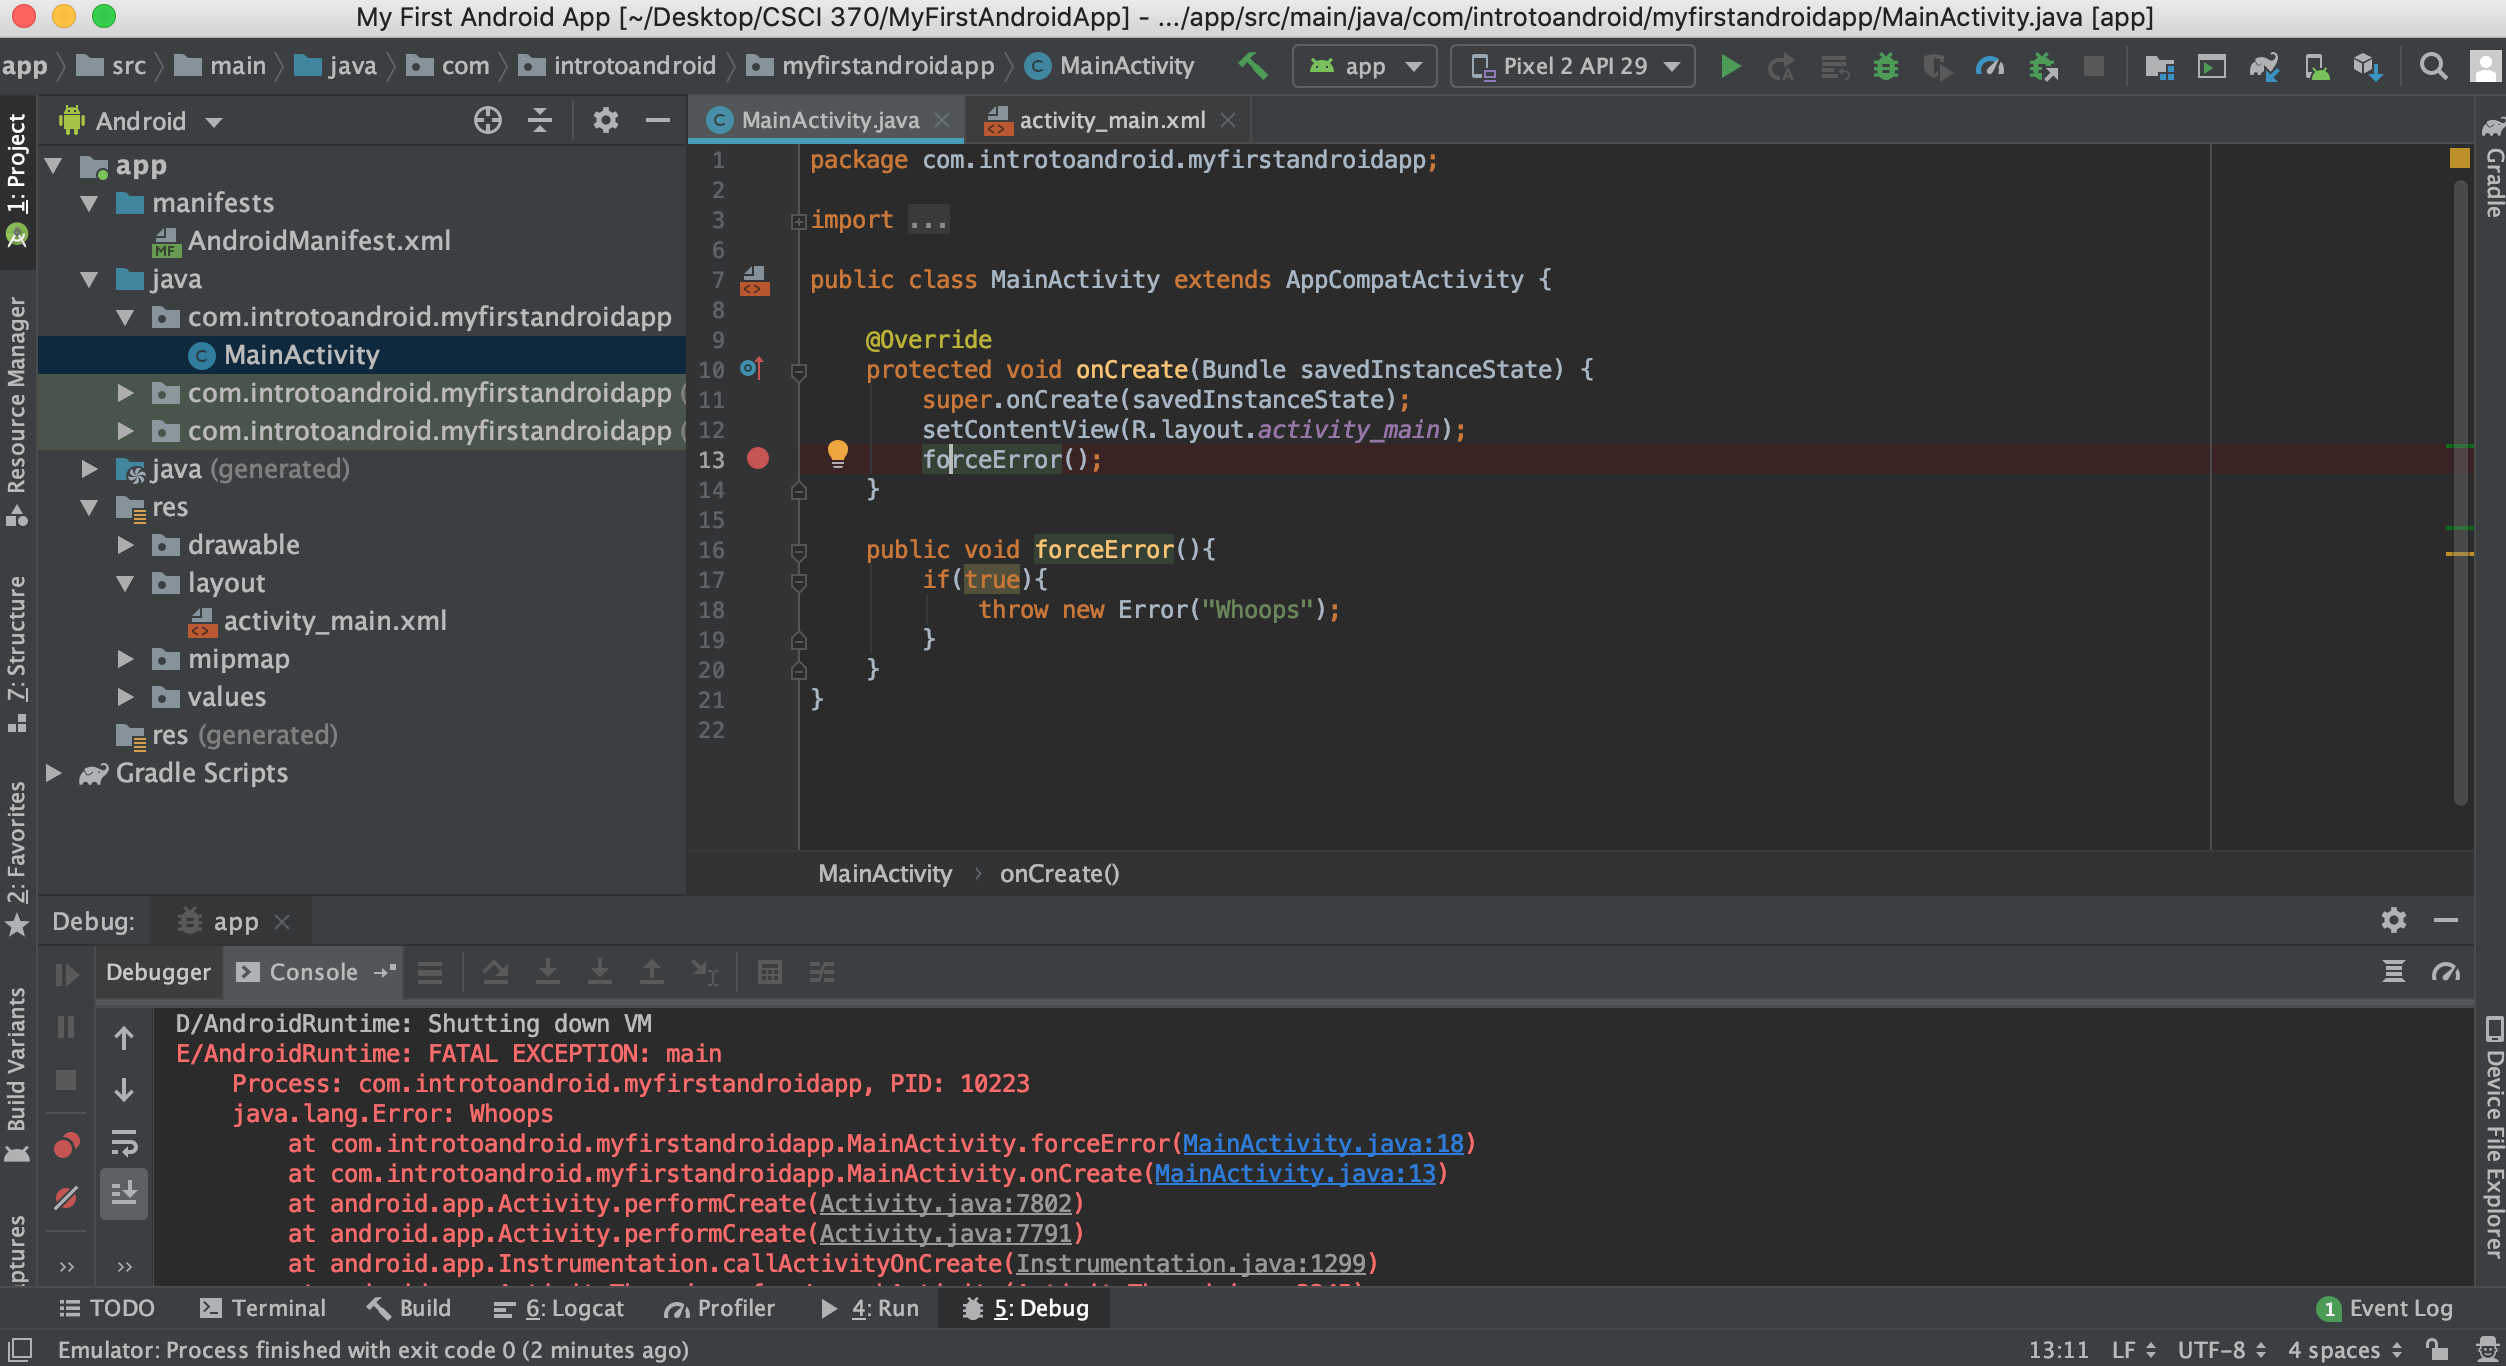 My First Android App [~/Desktop/CSCI 370/MyFirstAndroidApp] - .../app/src/main/java/com/introtoandroid/myfirstandroidapp/MainActivity.java [app]
app src main java com introtoandroid myfirstandroidapp MainActivity app Pixel 2 API 29
1: Project
Resource Manager
7: Structure
2: Favorites
Build Variants
Android
app
manifests
AndroidManifest.xml
java
com.introtoandroid.myfirstandroidapp
MainActivity
com.introtoandroid.myfirstandroidapp (
com.introtoandroid.myfirstandroidapp (
java (generated)
res
drawable
layout
activity_main.xml
mipmap
values
res (generated)
Gradle Scripts
MainActivity.java activity_main.xml
1 package com.introtoandroid.myfirstandroidapp;
2
3 import ...
6
7 public class MainActivity extends AppCompatActivity {
8
9 @Override
10 protected void onCreate(Bundle savedInstanceState) {
11 super.onCreate(savedInstanceState);
12 setContentView(R.layout.activity_main);
13 forceError();
14 }
15
16 public void forceError(){
17 if(true){
18 throw new Error("Whoops");
19 }
20 }
21 }
22
MainActivity › onCreate()
Gradle
Device File Explorer
Debug: app
Debugger Console
D/AndroidRuntime: Shutting down VM
E/AndroidRuntime: FATAL EXCEPTION: main
Process: com.introtoandroid.myfirstandroidapp, PID: 10223
java.lang.Error: Whoops
at com.introtoandroid.myfirstandroidapp.MainActivity.forceError(MainActivity.java:18)
at com.introtoandroid.myfirstandroidapp.MainActivity.onCreate(MainActivity.java:13)
at android.app.Activity.performCreate(Activity.java:7802)
at android.app.Activity.performCreate(Activity.java:7791)
at android.app.Instrumentation.callActivityOnCreate(Instrumentation.java:1299)
TODO Terminal Build 6: Logcat Profiler 4: Run 5: Debug 1 Event Log
Emulator: Process finished with exit code 0 (2 minutes ago) 13:11 LF UTF-8 4 spaces